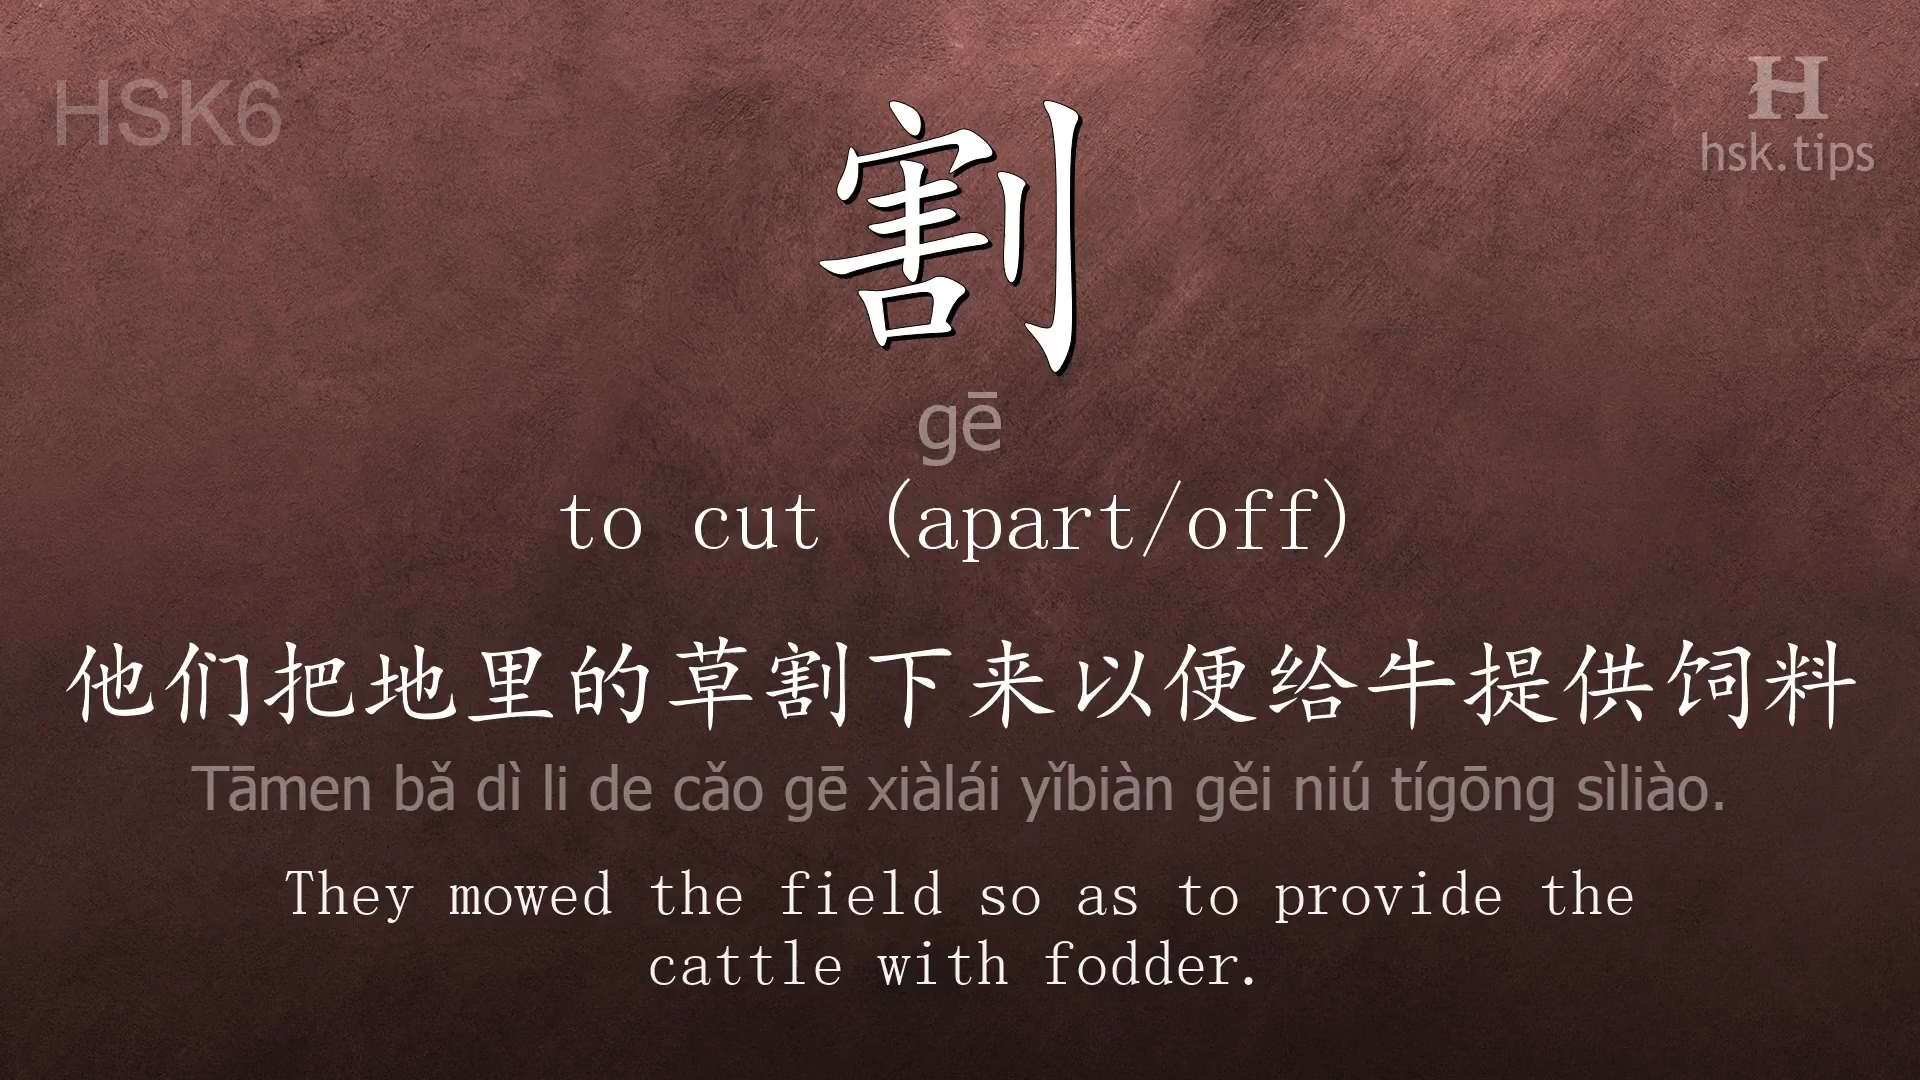 HSK6
H
hsk.tips
割
gē
to cut (apart/off)
他们把地里的草割下来以便给牛提供饲料
Tāmen bǎ dì li de cǎo gē xiàlái yǐbiàn gěi niú tígōng sìliào.
They mowed the field so as to provide the
cattle with fodder.